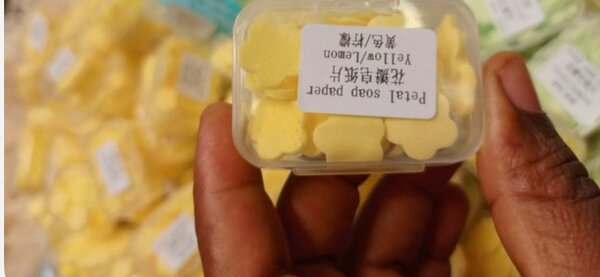 Petal soap paper
花瓣皂纸片
Yellow/Lemon
黄色/柠檬